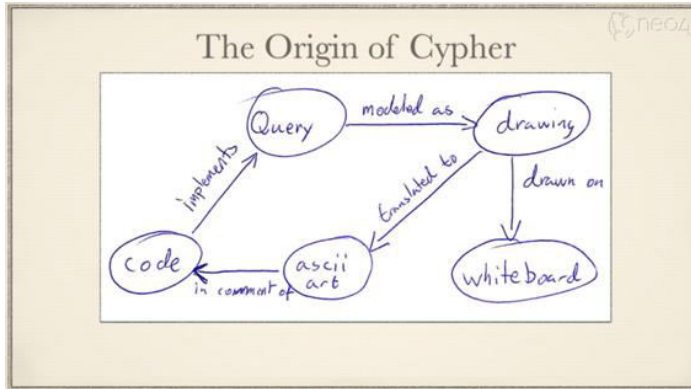 neo4
The Origin of Cypher
Query
modeled as
drawing
implements
translated to
drawn on
code
in comment of
ascii
art
whiteboard